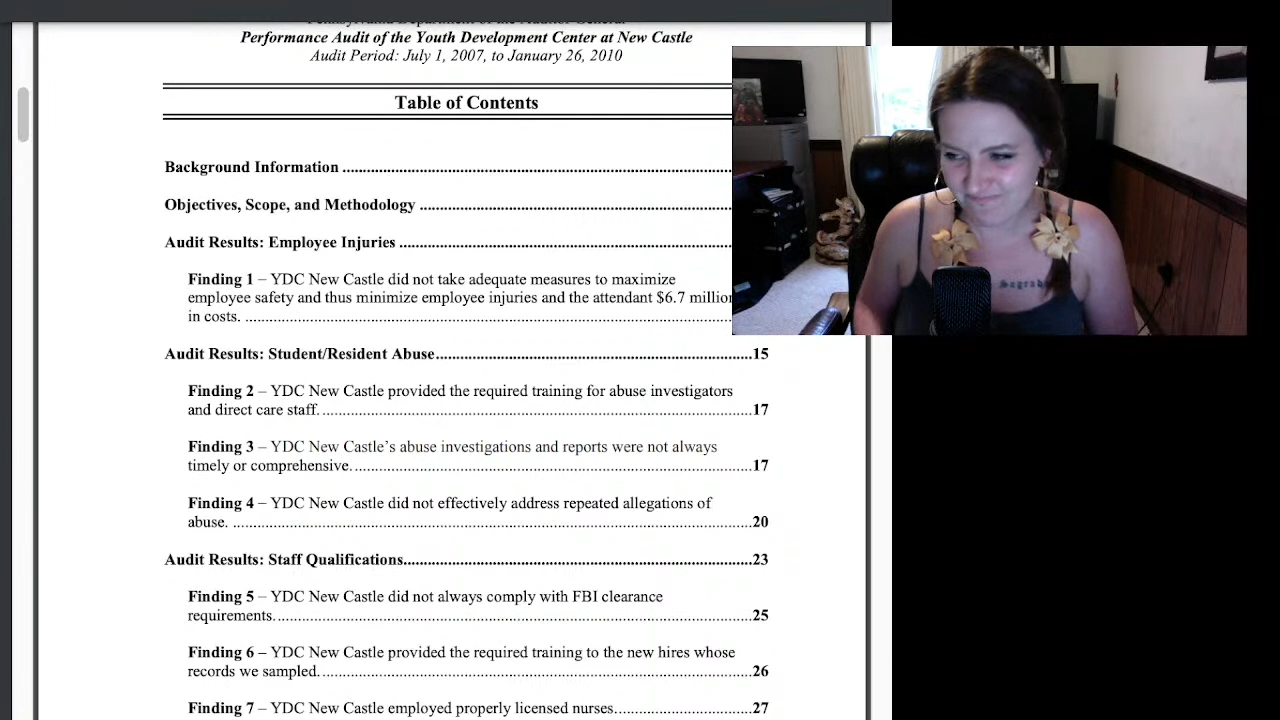 Pennsylvania Department of the Auditor General
Performance Audit of the Youth Development Center at New Castle
Audit Period: July 1, 2007, to January 26, 2010
Table of Contents
Background Information ....................................................................................................
Objectives, Scope, and Methodology ................................................................................
Audit Results: Employee Injuries .....................................................................................
Finding 1 – YDC New Castle did not take adequate measures to maximize
employee safety and thus minimize employee injuries and the attendant $6.7 million
in costs. ..........................................................................................................................
Audit Results: Student/Resident Abuse................................................................................15
Finding 2 – YDC New Castle provided the required training for abuse investigators
and direct care staff..........................................................................................................17
Finding 3 – YDC New Castle’s abuse investigations and reports were not always
timely or comprehensive...................................................................................................17
Finding 4 – YDC New Castle did not effectively address repeated allegations of
abuse. ................................................................................................................................20
Audit Results: Staff Qualifications........................................................................................23
Finding 5 – YDC New Castle did not always comply with FBI clearance
requirements......................................................................................................................25
Finding 6 – YDC New Castle provided the required training to the new hires whose
records we sampled...........................................................................................................26
Finding 7 – YDC New Castle employed properly licensed nurses...................................27